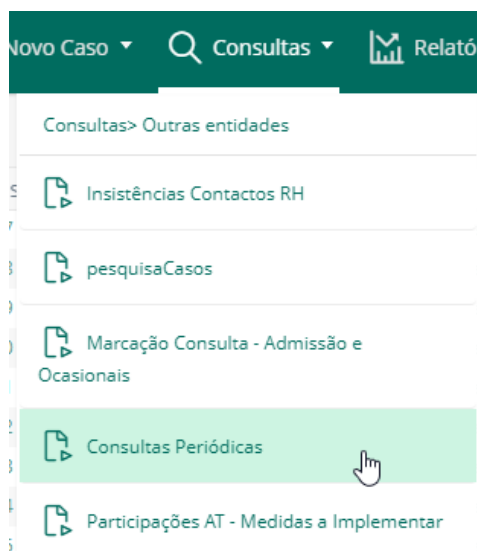 Novo Caso
Consultas
Consultas> Outras entidades
Insistências Contactos RH
pesquisaCasos
Marcação Consulta - Admissão e
Ocasionais
Consultas Periódicas
Participações AT - Medidas a Implementar